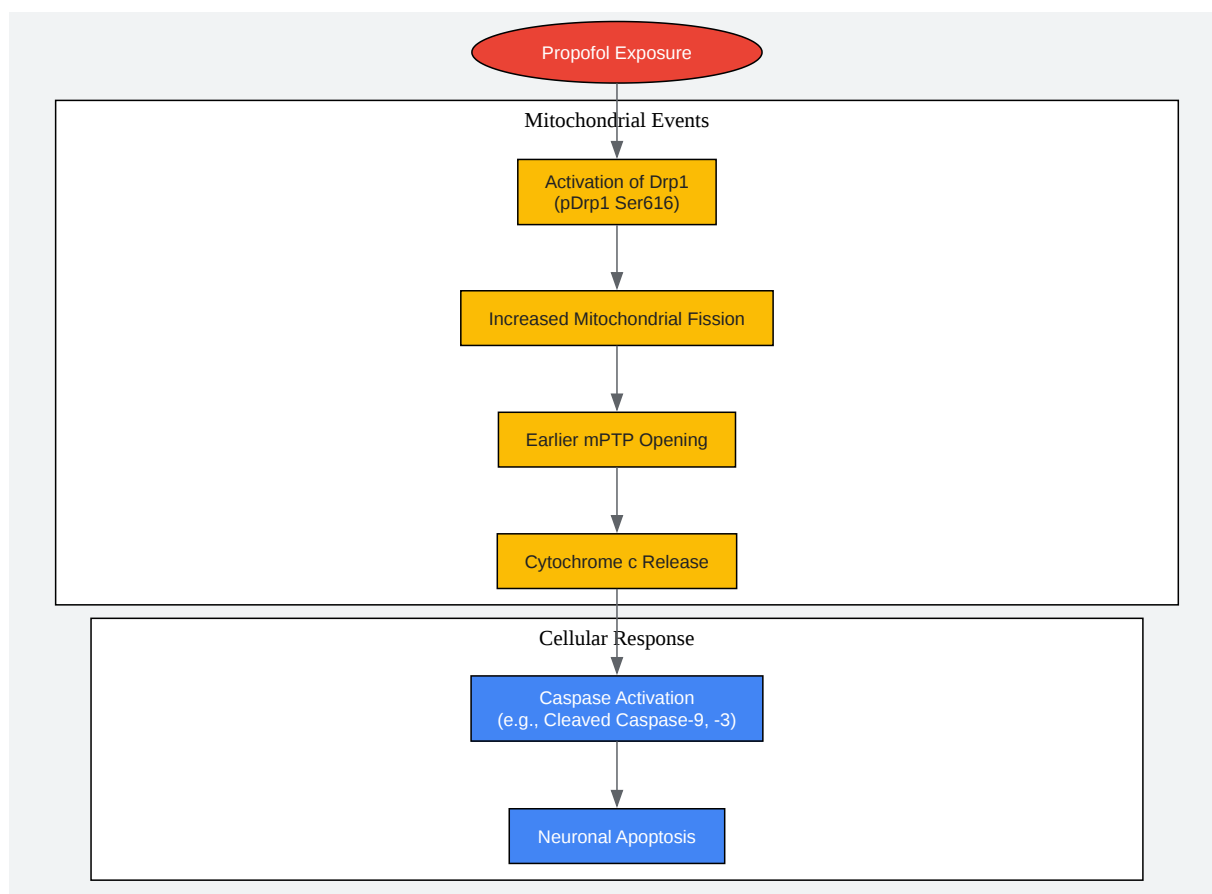 Propofol Exposure
Mitochondrial Events
Activation of Drp1
(pDrp1 Ser616)
Increased Mitochondrial Fission
Earlier mPTP Opening
Cytochrome c Release
Cellular Response
Caspase Activation
(e.g., Cleaved Caspase-9, -3)
Neuronal Apoptosis